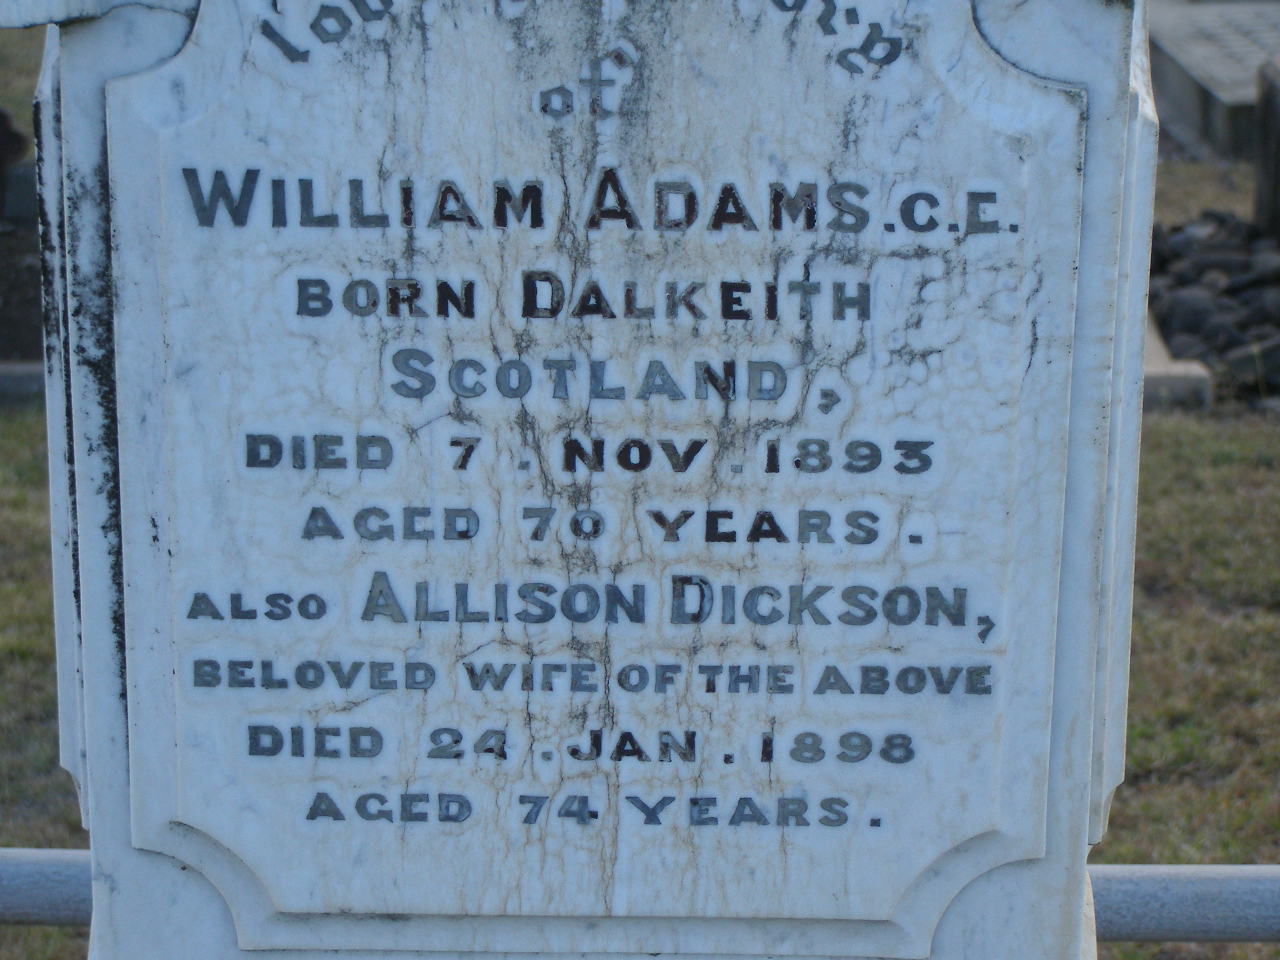 of
WILLIAM ADAMS.C.E.
BORN DALKEITH
SCOTLAND,
DIED 7. NOV. 1893
AGED 70 YEARS.
ALSO ALLISON DICKSON,
BELOVED WIFE OF THE ABOVE
DIED 24. JAN. 1898
AGED 74 YEARS.